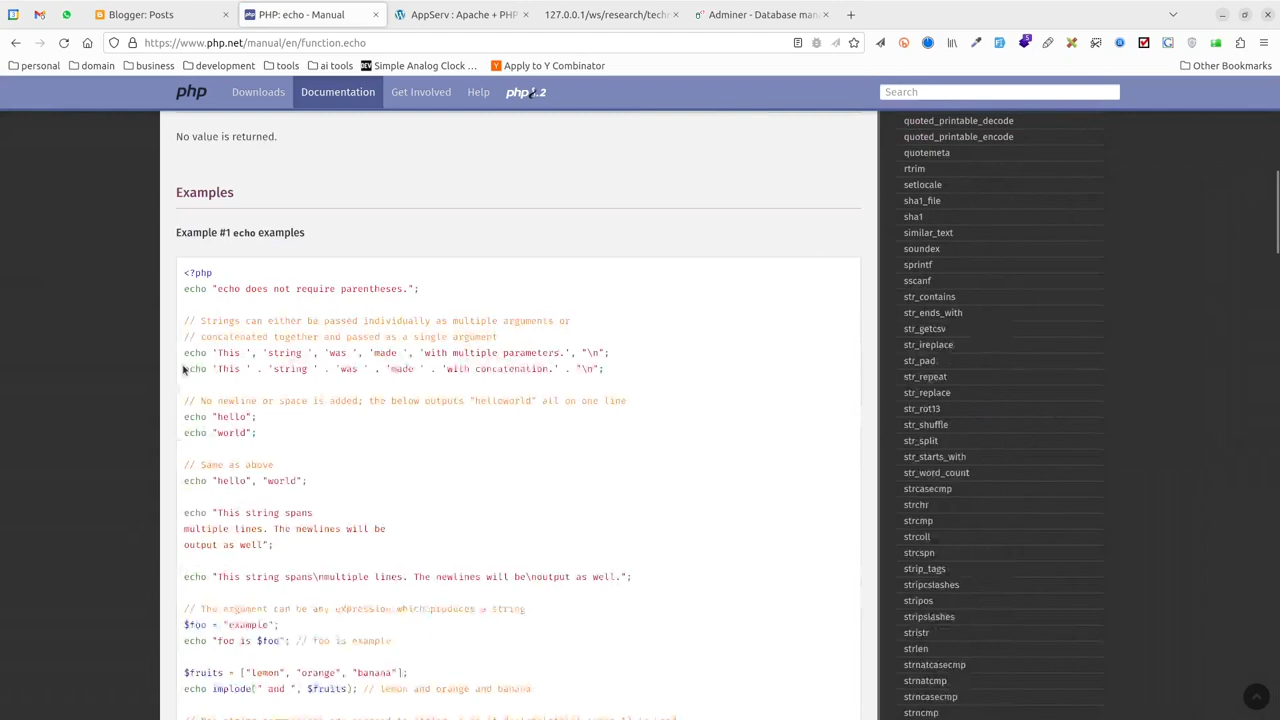 Blogger: Posts
PHP: echo - Manual
AppServ : Apache + PHP
127.0.0.1/ws/research/tech
Adminer - Database man
https://www.php.net/manual/en/function.echo
personal
domain
business
development
tools
ai tools
Simple Analog Clock ...
Apply to Y Combinator
Other Bookmarks
php
Downloads
Documentation
Get Involved
Help
Search
No value is returned.
Examples
Example #1 echo examples
<?php
echo "echo does not require parentheses.";
// Strings can either be passed individually as multiple arguments or
// concatenated together and passed as a single argument
echo 'This ', 'string ', 'was ', 'made ', 'with multiple parameters.', "\n";
echo 'This ' . 'string ' . 'was ' . 'made ' . 'with concatenation.' . "\n";
// No newline or space is added; the below outputs "helloworld" all on one line
echo "hello";
echo "world";
// Same as above
echo "hello", "world";
echo "This string spans
multiple lines. The newlines will be
output as well";
echo "This string spans\nmultiple lines. The newlines will be\noutput as well.";
// The argument can be any expression which produces a string
$foo = "example";
echo "foo is $foo"; // foo is example
$fruits = ["lemon", "orange", "banana"];
echo implode(" and ", $fruits); // lemon and orange and banana
quoted_printable_decode
quoted_printable_encode
quotemeta
rtrim
setlocale
sha1_file
sha1
similar_text
soundex
sprintf
sscanf
str_contains
str_ends_with
str_getcsv
str_ireplace
str_pad
str_repeat
str_replace
str_rot13
str_shuffle
str_split
str_starts_with
str_word_count
strcasecmp
strchr
strcmp
strcoll
strcspn
strip_tags
stripcslashes
stripos
stripslashes
stristr
strlen
strnatcasecmp
strnatcmp
strncasecmp
strncmp